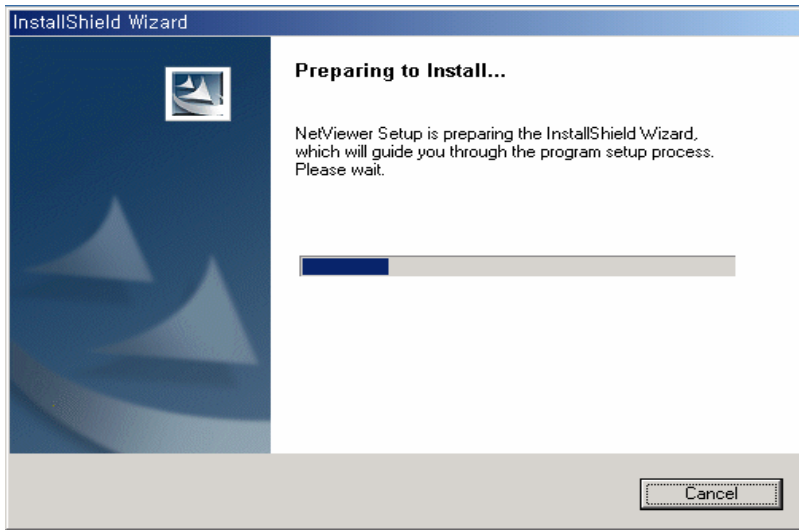 InstallShield Wizard
Preparing to Install...
NetViewer Setup is preparing the InstallShield Wizard,
which will guide you through the program setup process.
Please wait.
Cancel